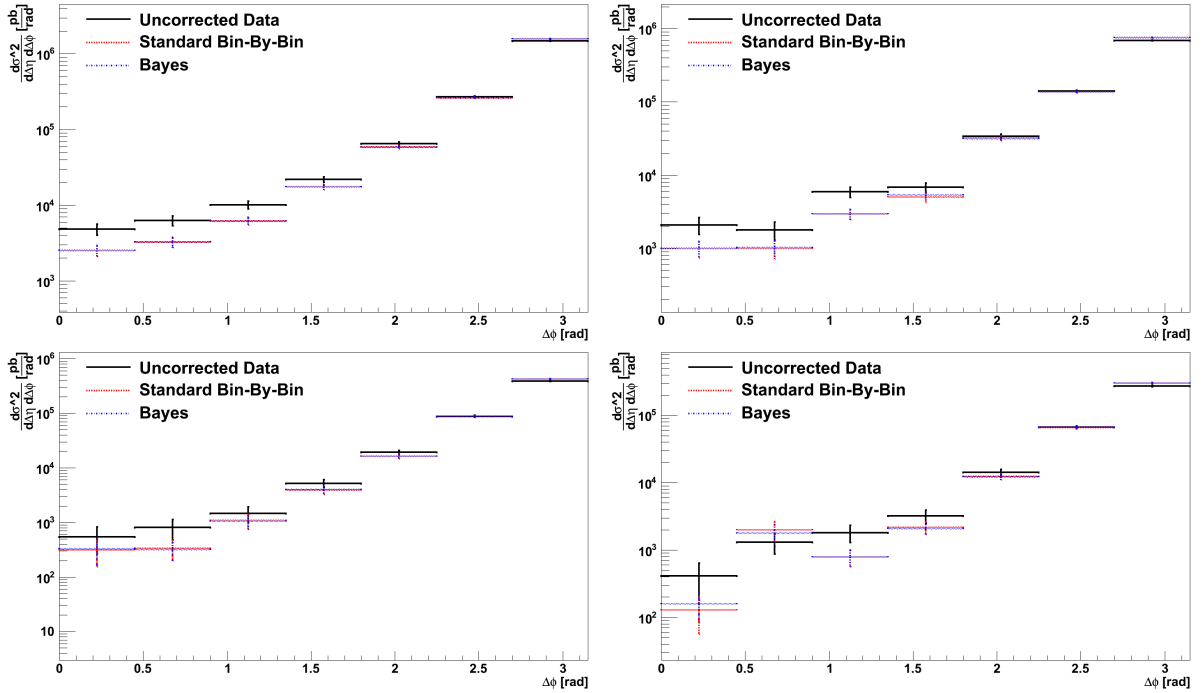 dσ^2
dΔη dΔϕ
[pb
rad]
Uncorrected Data
Standard Bin-By-Bin
Bayes
10^6
10^5
10^4
10^3
0 0.5 1 1.5 2 2.5 3
Δϕ [rad]
dσ^2
dΔη dΔϕ
[pb
rad]
Uncorrected Data
Standard Bin-By-Bin
Bayes
10^6
10^5
10^4
10^3
0 0.5 1 1.5 2 2.5 3
Δϕ [rad]
dσ^2
dΔη dΔϕ
[pb
rad]
Uncorrected Data
Standard Bin-By-Bin
Bayes
10^6
10^5
10^4
10^3
10^2
10
0 0.5 1 1.5 2 2.5 3
Δϕ [rad]
dσ^2
dΔη dΔϕ
[pb
rad]
Uncorrected Data
Standard Bin-By-Bin
Bayes
10^5
10^4
10^3
10^2
0 0.5 1 1.5 2 2.5 3
Δϕ [rad]